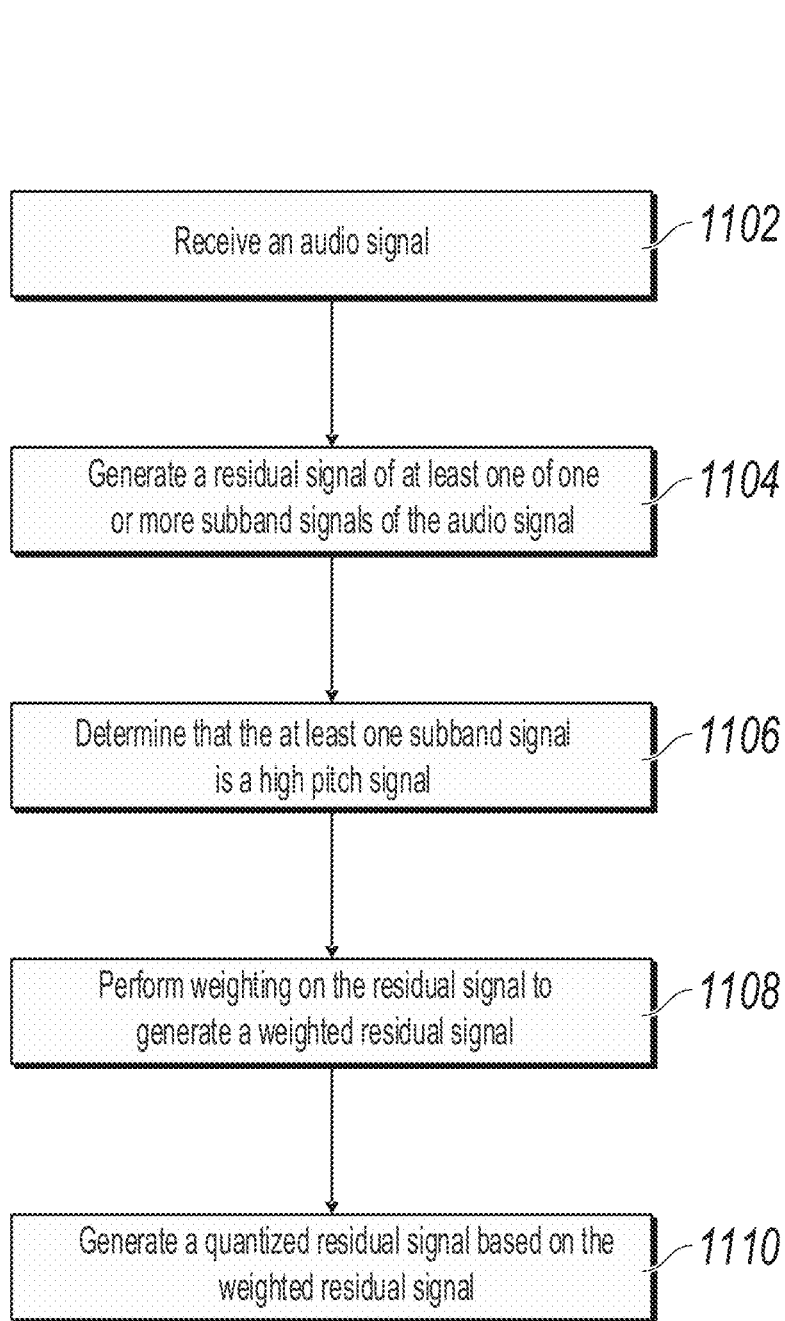 Receive an audio signal
1102
Generate a residual signal of at least one of one
or more subband signals of the audio signal
1104
Determine that the at least one subband signal
is a high pitch signal
1106
Perform weighting on the residual signal to
generate a weighted residual signal
1108
Generate a quantized residual signal based on the
weighted residual signal
1110